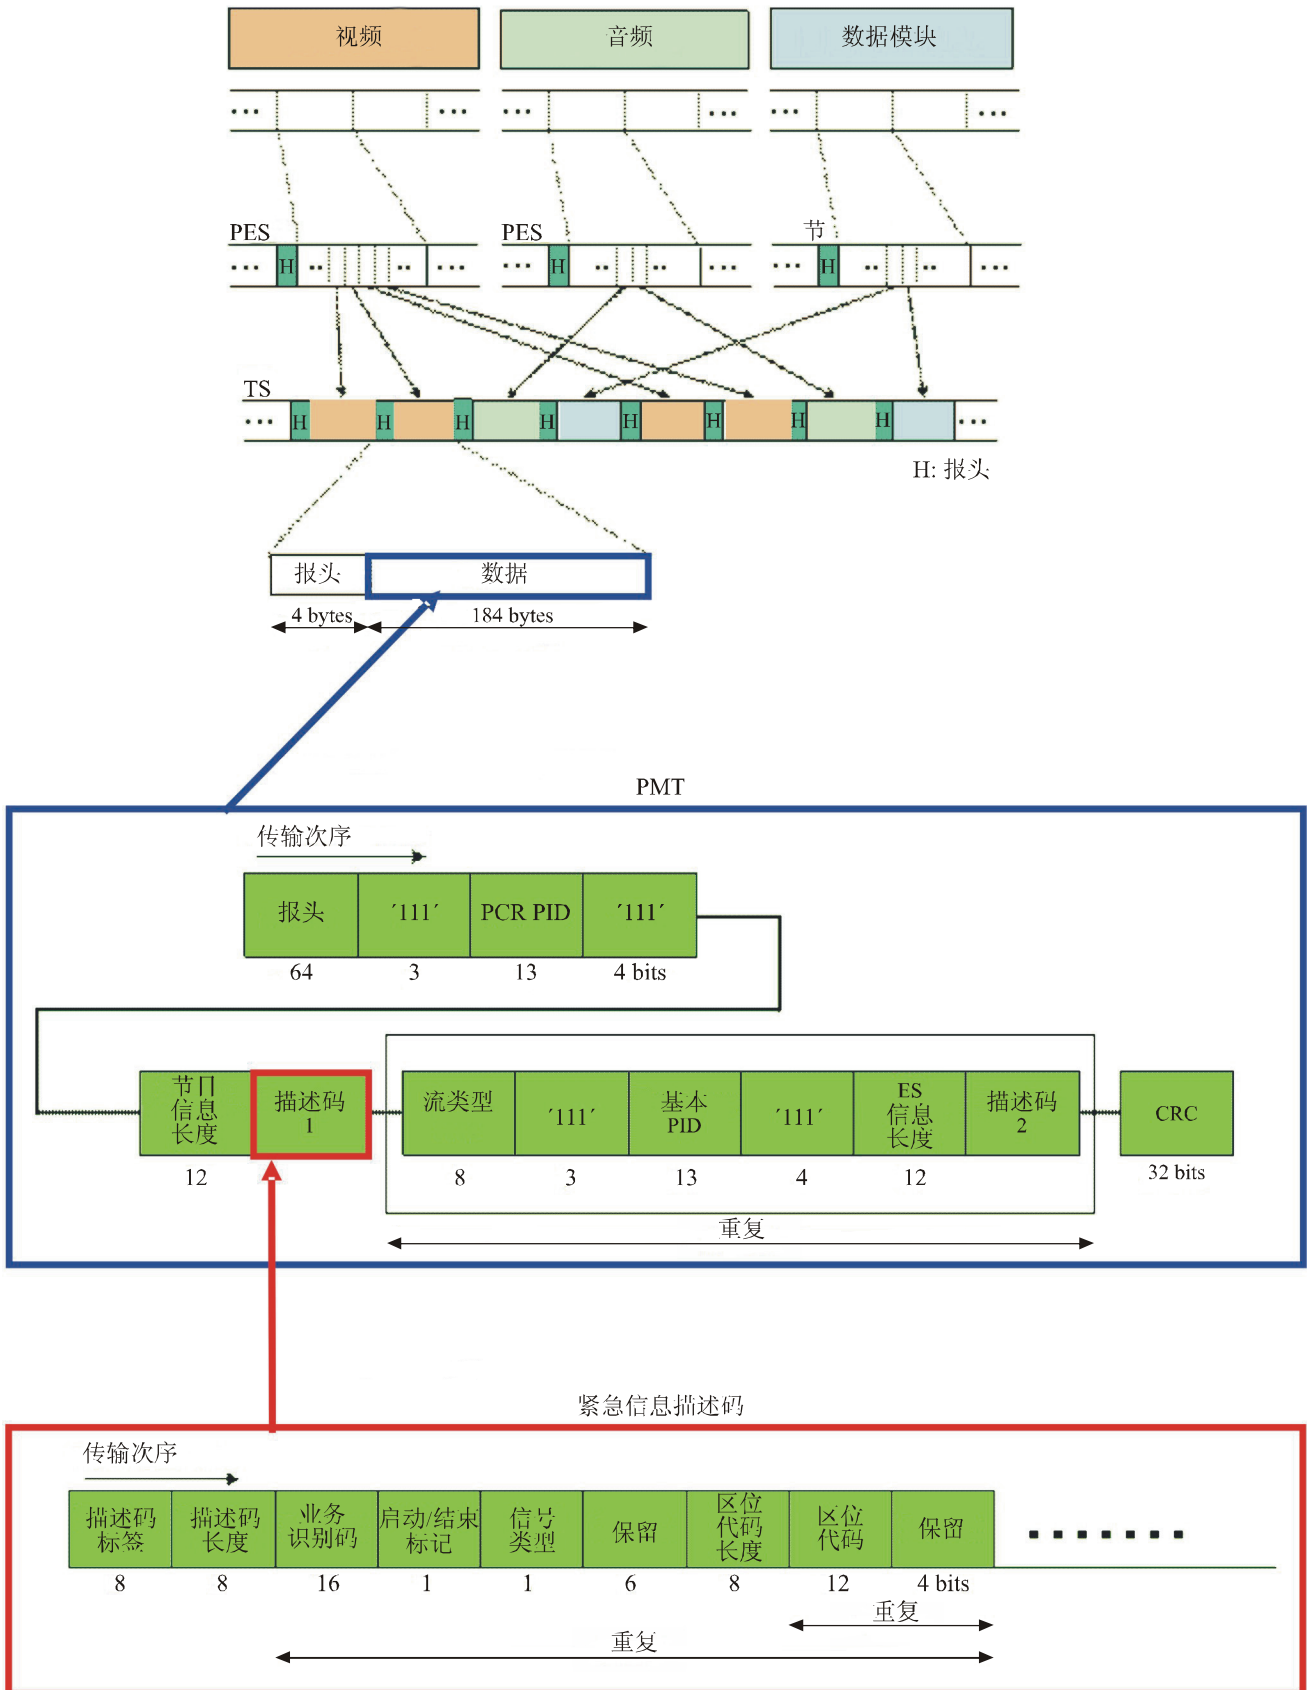 视频 音频 数据模块
... ... ... ... ... ...
PES PES 节
... H .. .. ... ... H .. .. ... ... H .. .. ...
TS
... H H H H H H H H ...
H: 报头
报头 数据
4 bytes 184 bytes
PMT
传输次序
报头 ´111´ PCR PID ´111´
64 3 13 4 bits
节目
信息
长度
12
描述码
1
流类型
8
´111´
3
基本
PID
13
´111´
4
ES
信息
长度
12
描述码
2
CRC
32 bits
重复
紧急信息描述码
传输次序
描述码
标签
8
描述码
长度
8
业务
识别码
16
启动/结束
标记
1
信号
类型
1
保留
6
区位
代码
长度
8
区位
代码
12
保留
4 bits
.......
重复
重复